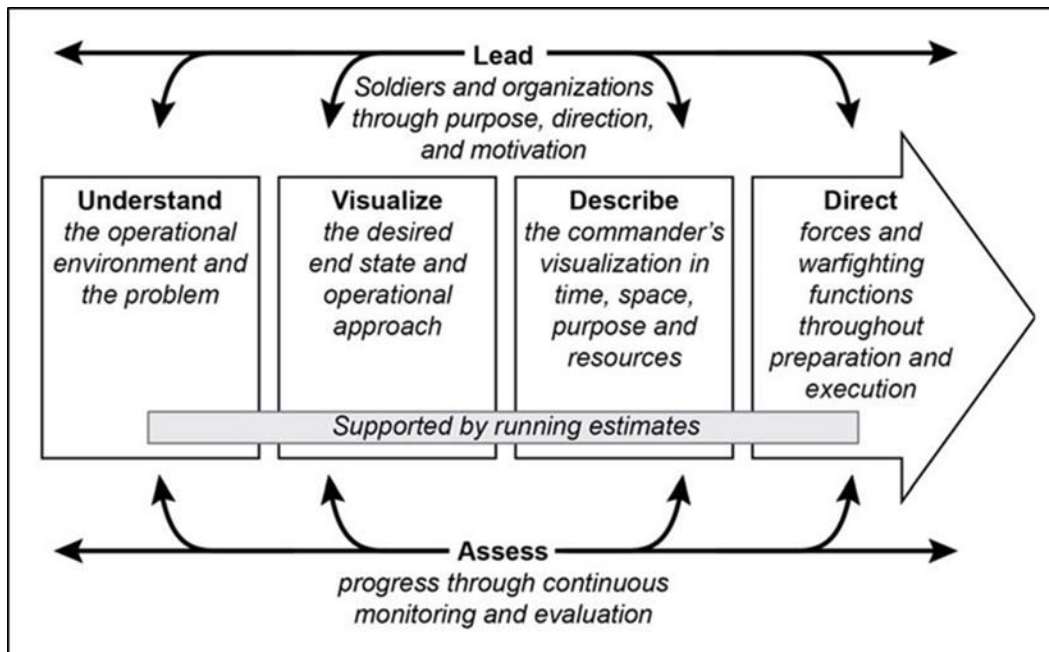 Lead
Soldiers and organizations
through purpose, direction,
and motivation
Understand
the operational
environment and
the problem
Visualize
the desired
end state and
operational
approach
Describe
the commander's
visualization in
time, space,
purpose and
resources
Direct
forces and
warfighting
functions
throughout
preparation and
execution
Supported by running estimates
Assess
progress through continuous
monitoring and evaluation